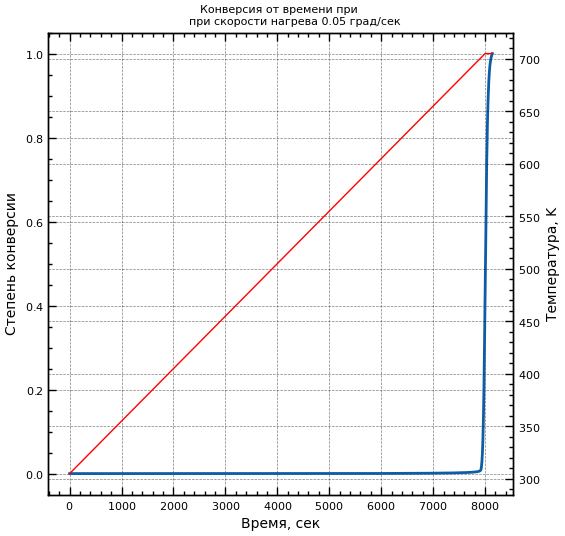 Конверсия от времени при
при скорости нагрева 0.05 град/сек
1.0
0.8
0.6
0.4
0.2
0.0
Степень конверсии
700
650
600
550
500
450
400
350
300
Температура, К
0 1000 2000 3000 4000 5000 6000 7000 8000
Время, сек